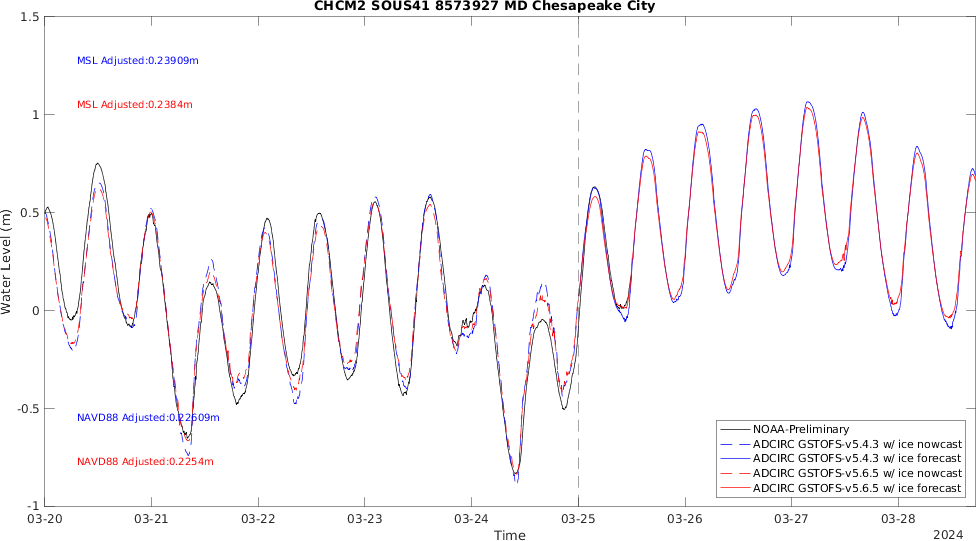 CHCM2 SOUS41 8573927 MD Chesapeake City
1.5
1
0.5
0
-0.5
-1
Water Level (m)
MSL Adjusted:0.23909m
MSL Adjusted:0.2384m
NAVD88 Adjusted:0.22609m
NAVD88 Adjusted:0.2254m
NOAA-Preliminary
ADCIRC GSTOFS-v5.4.3 w/ ice nowcast
ADCIRC GSTOFS-v5.4.3 w/ ice forecast
ADCIRC GSTOFS-v5.6.5 w/ ice nowcast
ADCIRC GSTOFS-v5.6.5 w/ ice forecast
03-20 03-21 03-22 03-23 03-24 03-25 03-26 03-27 03-28
Time
2024